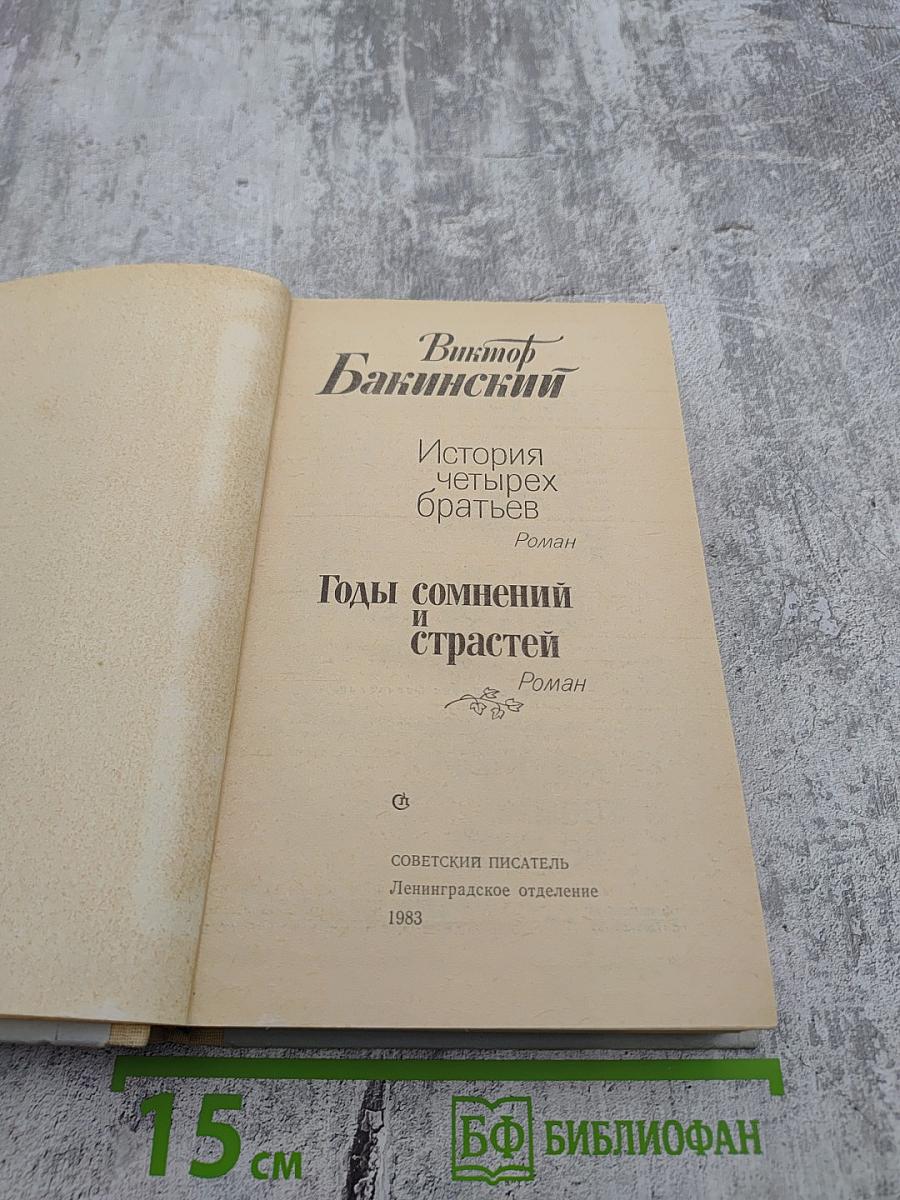 Виктор
Бакинский
История
четырех
братьев
Роман
Годы сомнений
и
страстей
Роман
СП
СОВЕТСКИЙ ПИСАТЕЛЬ
Ленинградское отделение
1983
15 см
БФ БИБЛИОФАН